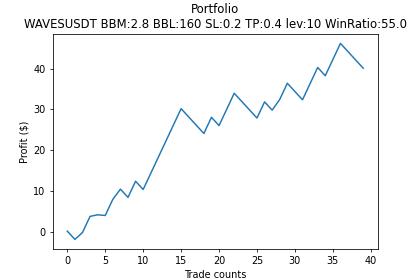 Portfolio
WAVESUSDT BBM:2.8 BBL:160 SL:0.2 TP:0.4 lev:10 WinRatio:55.0
40
30
20
10
0
Profit ($)
0 5 10 15 20 25 30 35 40
Trade counts